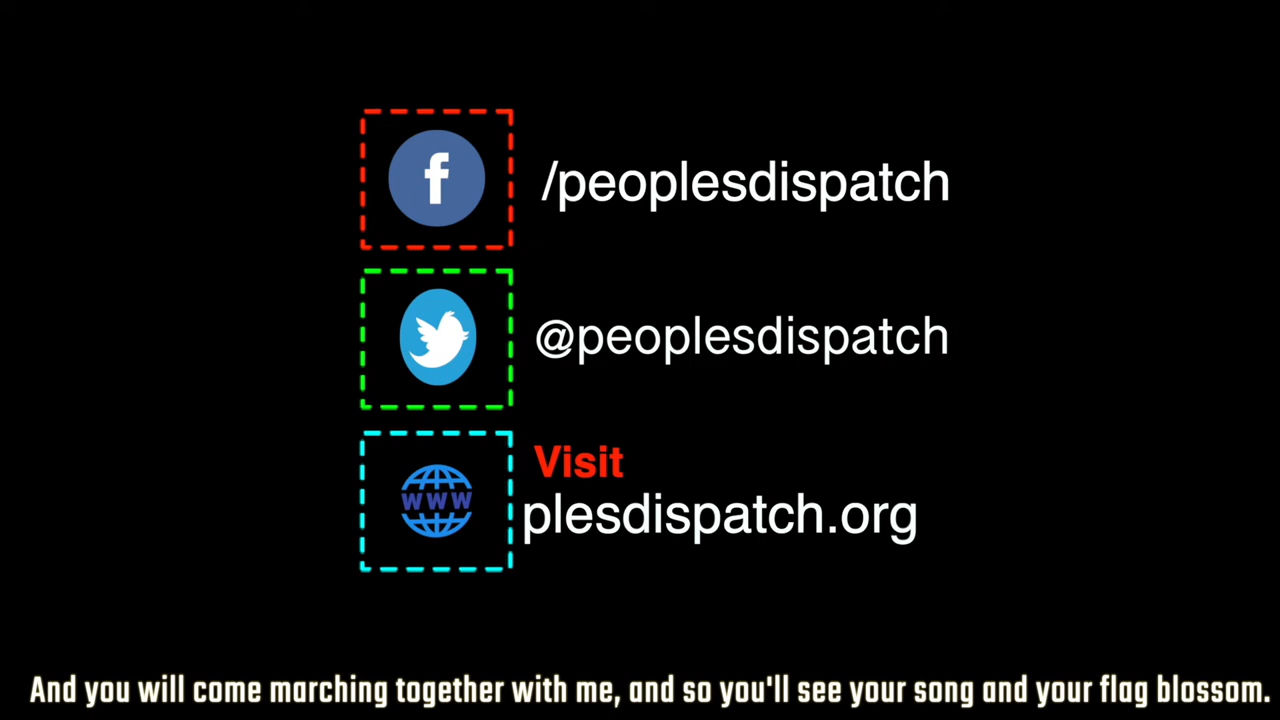 f
/peoplesdispatch
@peoplesdispatch
Visit
WWW
plesdispatch.org
And you will come marching together with me, and so you'll see your song and your flag blossom.